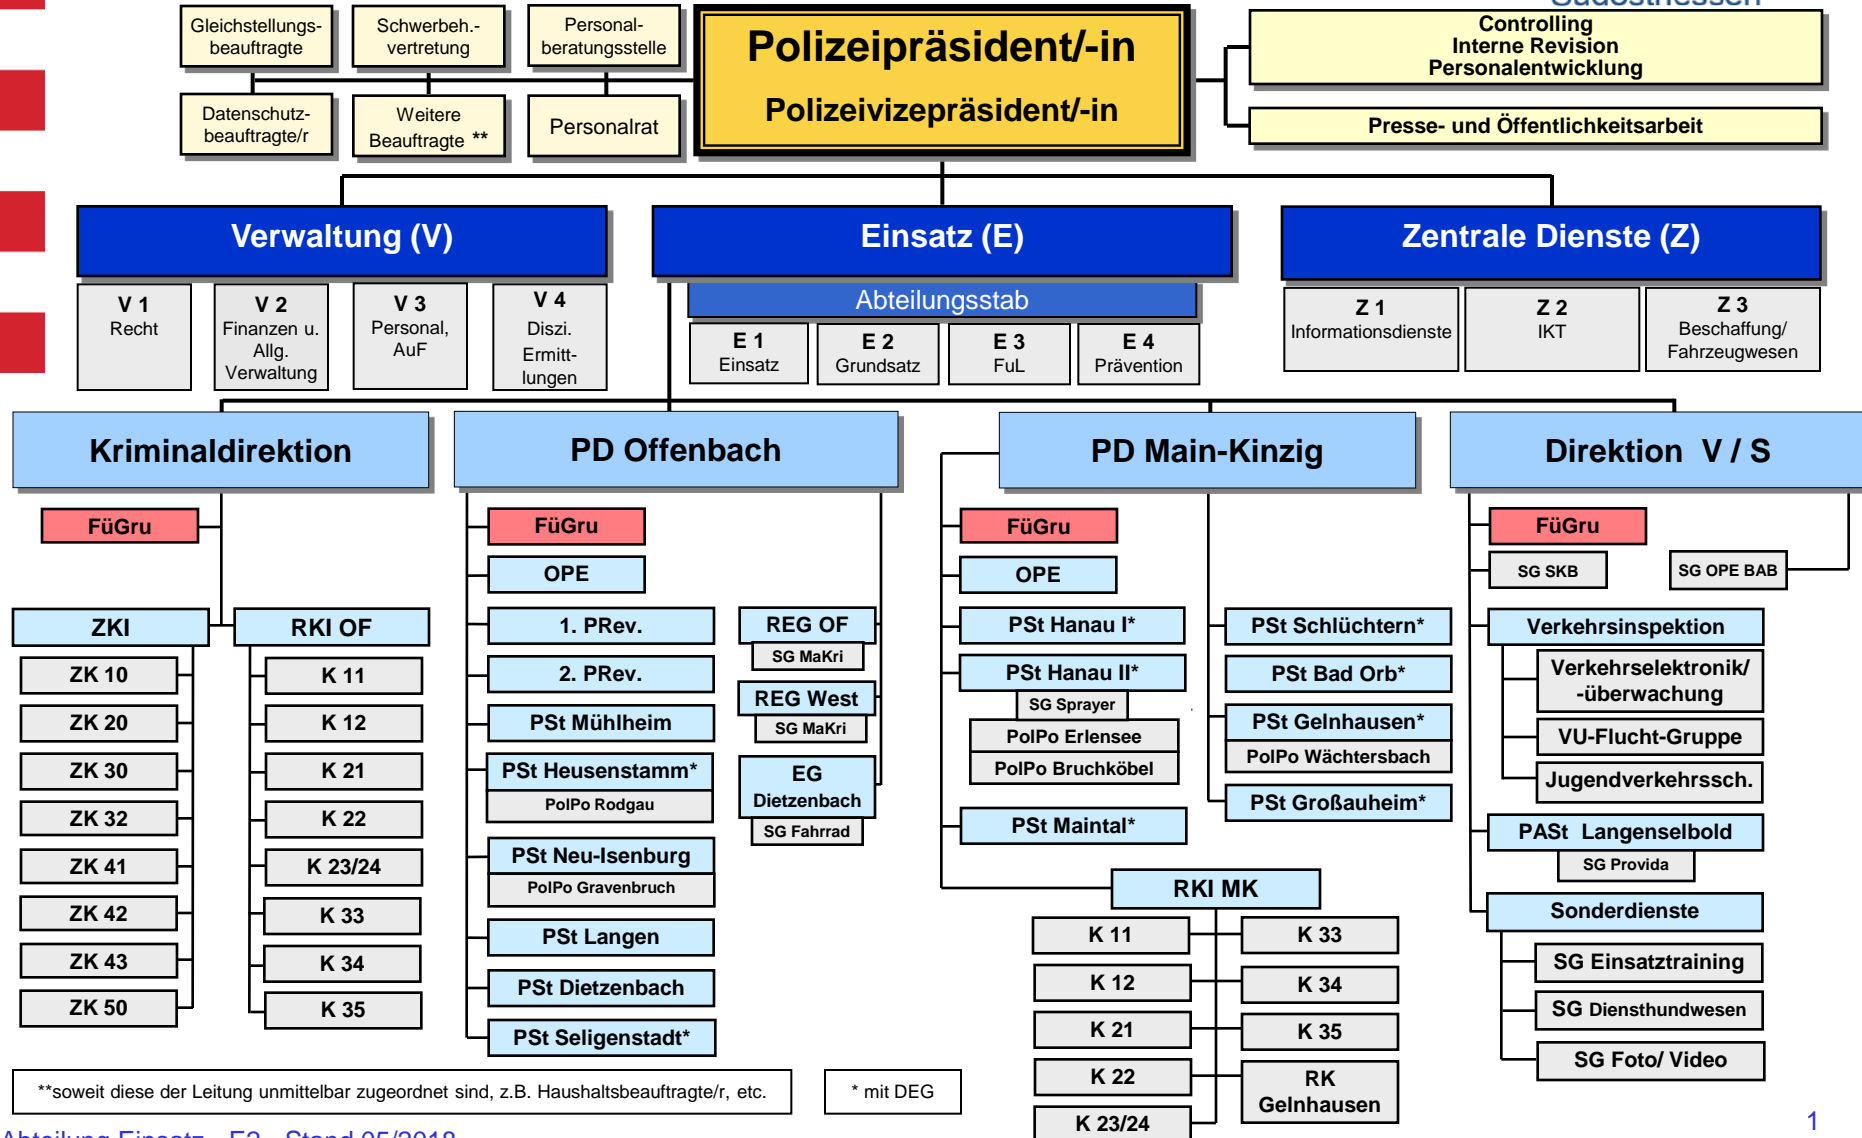 Südosthessen
Gleichstellungs-
beauftragte
Schwerbeh.-
vertretung
Personal-
beratungsstelle
Datenschutz-
beauftragte/r
Weitere
Beauftragte **
Personalrat
Polizeipräsident/-in
Polizeivizepräsident/-in
Controlling
Interne Revision
Personalentwicklung
Presse- und Öffentlichkeitsarbeit
Verwaltung (V)
V 1
Recht
V 2
Finanzen u.
Allg.
Verwaltung
V 3
Personal,
AuF
V 4
Diszi.
Ermitt-
lungen
Einsatz (E)
Abteilungsstab
E 1
Einsatz
E 2
Grundsatz
E 3
FuL
E 4
Prävention
Zentrale Dienste (Z)
Z 1
Informationsdienste
Z 2
IKT
Z 3
Beschaffung/
Fahrzeugwesen
Kriminaldirektion
FüGru
ZKI
ZK 10
ZK 20
ZK 30
ZK 32
ZK 41
ZK 42
ZK 43
ZK 50
RKI OF
K 11
K 12
K 21
K 22
K 23/24
K 33
K 34
K 35
PD Offenbach
FüGru
OPE
1. PRev.
2. PRev.
PSt Mühlheim
PSt Heusenstamm*
PolPo Rodgau
PSt Neu-Isenburg
PolPo Gravenbruch
PSt Langen
PSt Dietzenbach
PSt Seligenstadt*
REG OF
SG MaKri
REG West
SG MaKri
EG
Dietzenbach
SG Fahrrad
PD Main-Kinzig
FüGru
OPE
PSt Hanau I*
PSt Hanau II*
SG Sprayer
PolPo Erlensee
PolPo Bruchköbel
PSt Maintal*
PSt Schlüchtern*
PSt Bad Orb*
PSt Gelnhausen*
PolPo Wächtersbach
PSt Großauheim*
RKI MK
K 11
K 12
K 21
K 22
K 23/24
K 33
K 34
K 35
RK
Gelnhausen
Direktion V / S
FüGru
SG SKB
SG OPE BAB
Verkehrsinspektion
Verkehrselektronik/
-überwachung
VU-Flucht-Gruppe
Jugendverkehrssch.
PASt Langenselbold
SG Provida
Sonderdienste
SG Einsatztraining
SG Diensthundwesen
SG Foto/ Video
**soweit diese der Leitung unmittelbar zugeordnet sind, z.B. Haushaltsbeauftragte/r, etc.
* mit DEG
Abteilung Einsatz - E2 - Stand 05/2018
1